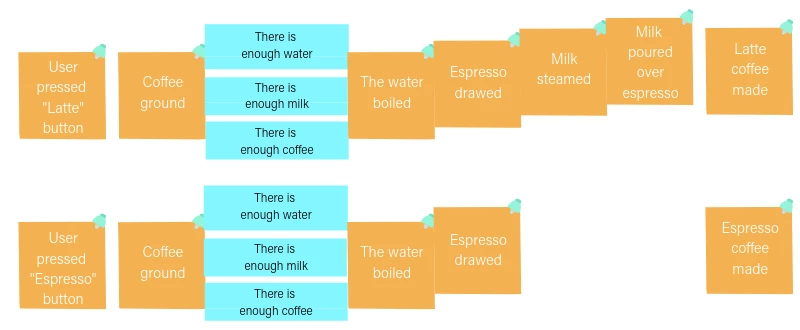 User
pressed
"Latte"
button
Coffee
ground
There is
enough water
There is
enough milk
There is
enough coffee
The water
boiled
Espresso
drawed
Milk
steamed
Milk
poured
over
espresso
Latte
coffee
made
User
pressed
"Espresso"
button
Coffee
ground
There is
enough water
There is
enough milk
There is
enough coffee
The water
boiled
Espresso
drawed
Espresso
coffee
made